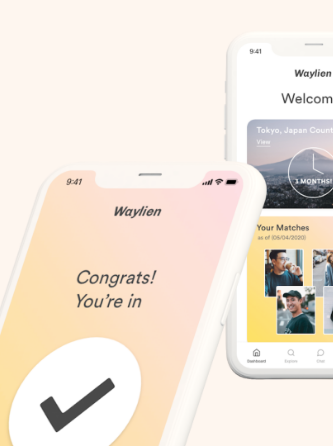 9:41
Waylien
Welcom
Tokyo, Japan Count
View
3 MONTHS!
Your Matches
as of (05/04/2020)
Dashboard
Explore
Chat
9:41
Waylien
Congrats!
You're in